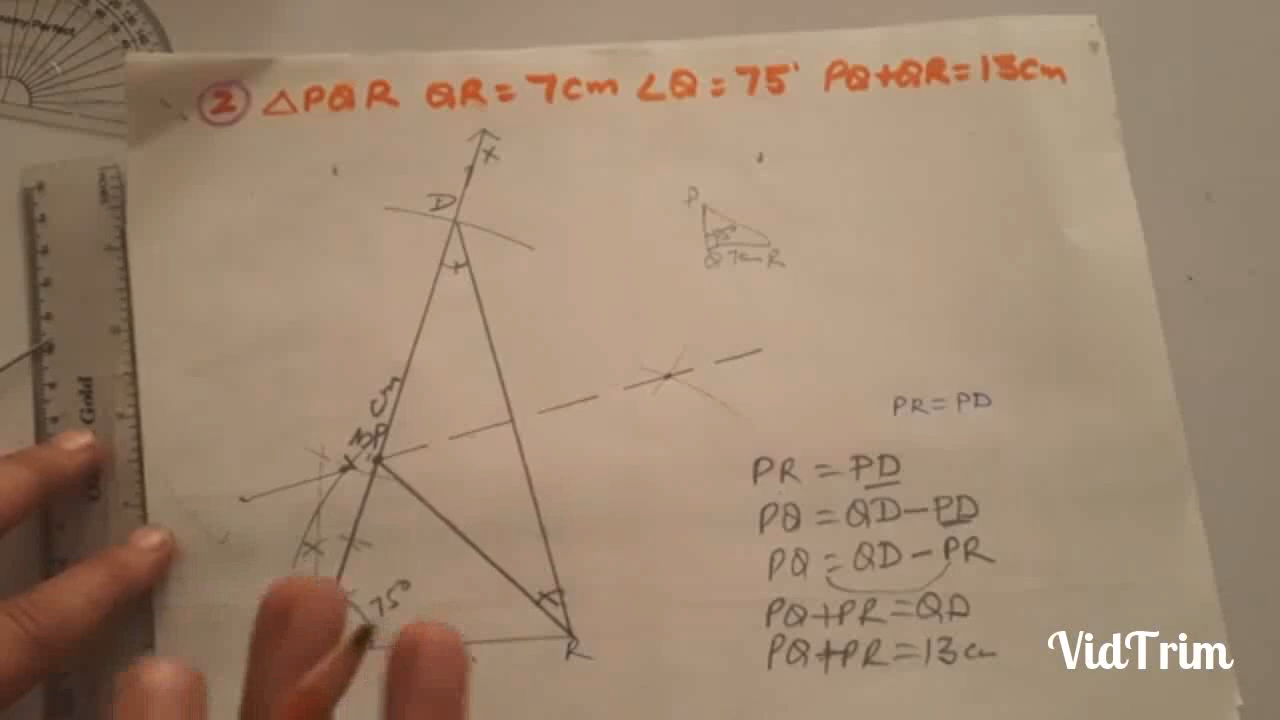 ② △PQR QR = 7cm ∠Q = 75° PQ+QR = 13cm
X
D
P
75°
Q 7cm R
cm
P
PR = PD
PR = PD
PQ = QD - PD
PQ = QD - PR
PQ + PR = QD
PQ + PR = 13cm
75°
R
Gold
VidTrim